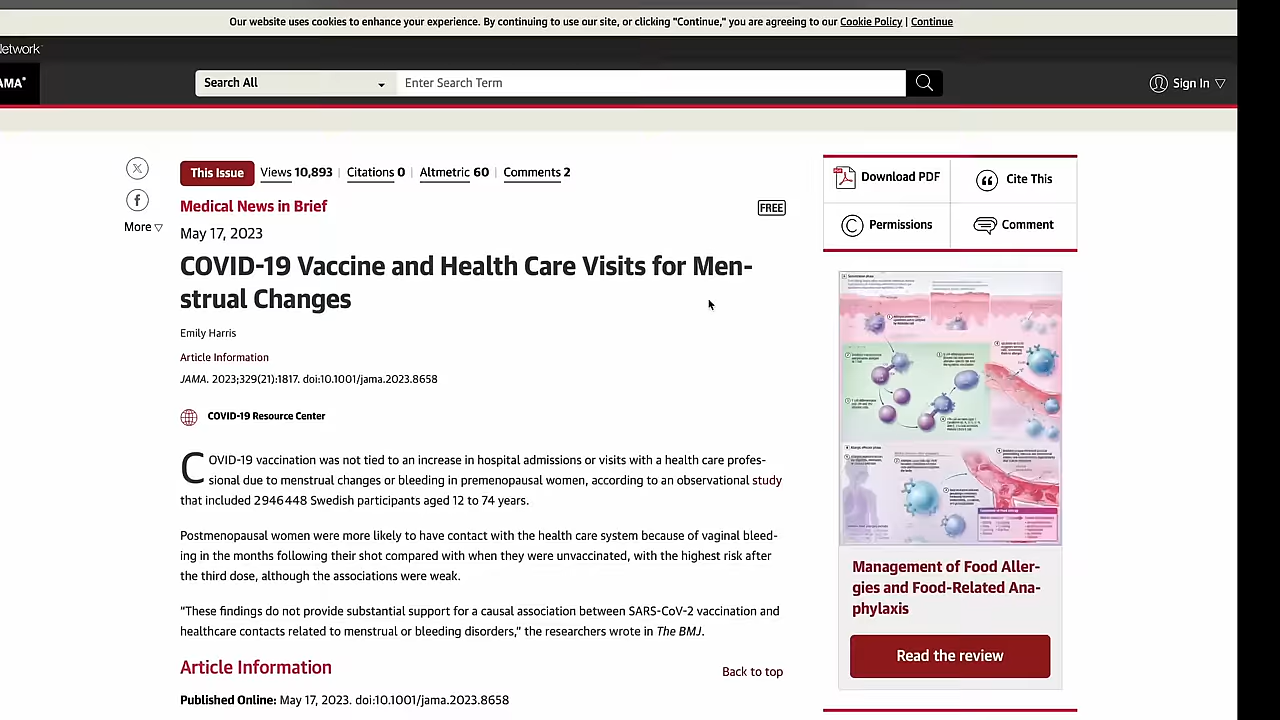 Our website uses cookies to enhance your experience. By continuing to use our site, or clicking "Continue," you are agreeing to our Cookie Policy | Continue
Network
AMA®
Search All
Enter Search Term
Sign In
This Issue
Views 10,893 | Citations 0 | Altmetric 60 | Comments 2
More
Medical News in Brief
FREE
May 17, 2023
COVID-19 Vaccine and Health Care Visits for Men-
strual Changes
Emily Harris
Article Information
JAMA. 2023;329(21):1817. doi:10.1001/jama.2023.8658
COVID-19 Resource Center
COVID-19 vaccination was not tied to an increase in hospital admissions or visits with a health care profes-
sional due to menstrual changes or bleeding in premenopausal women, according to an observational study
that included 2946448 Swedish participants aged 12 to 74 years.
Postmenopausal women were more likely to have contact with the health care system because of vaginal bleed-
ing in the months following their shot compared with when they were unvaccinated, with the highest risk after
the third dose, although the associations were weak.
"These findings do not provide substantial support for a causal association between SARS-CoV-2 vaccination and
healthcare contacts related to menstrual or bleeding disorders," the researchers wrote in The BMJ.
Article Information
Back to top
Published Online: May 17, 2023. doi:10.1001/jama.2023.8658
Download PDF
Cite This
Permissions
Comment
Management of Food Aller-
gies and Food-Related Ana-
phylaxis
Read the review